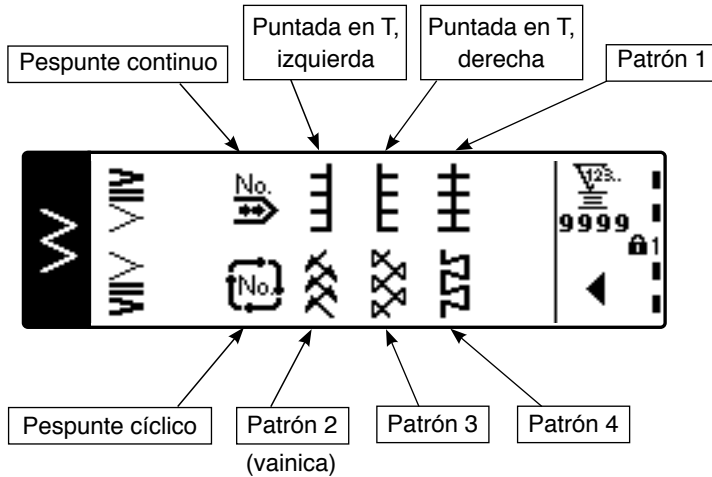 Puntada en T,
izquierda
Puntada en T,
derecha
Pespunte continuo
Patrón 1
No.
123..
9999
1
No.
Pespunte cíclico
Patrón 2
(vainica)
Patrón 3
Patrón 4